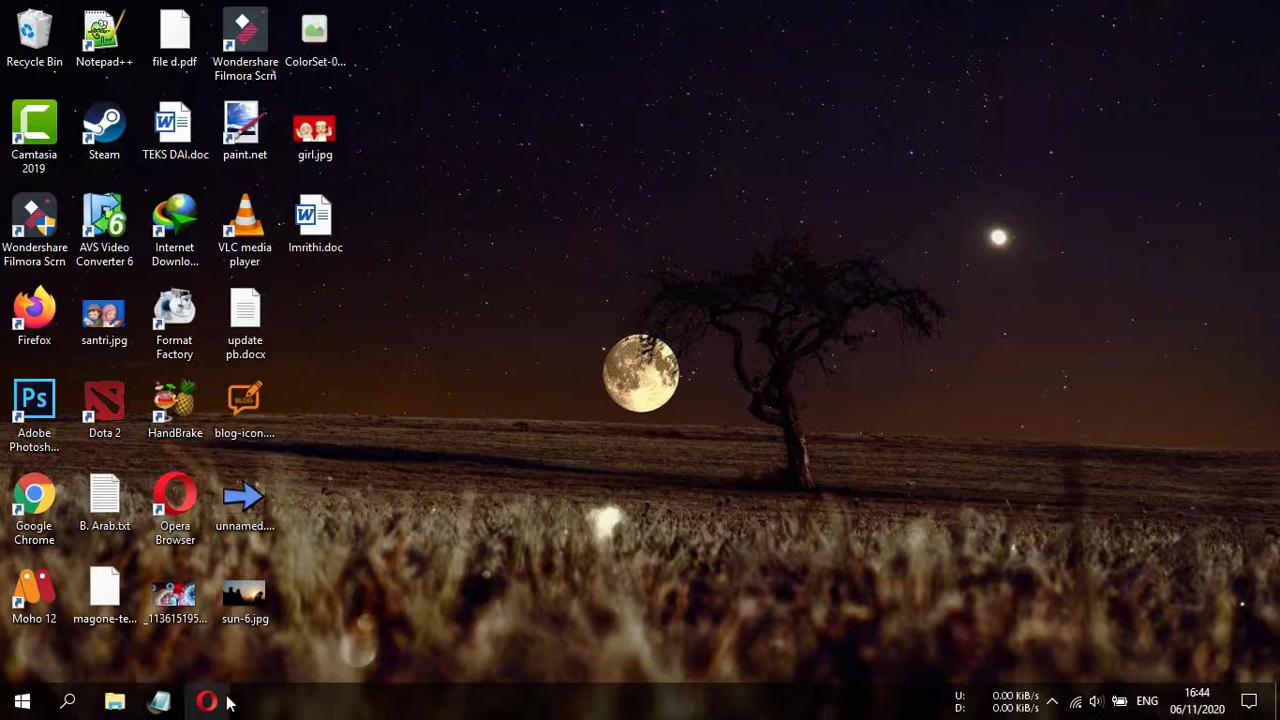 Recycle Bin
Notepad++
file d.pdf
Wondershare
Filmora Scrn
ColorSet-0...
Camtasia
2019
Steam
TEKS DAI.doc
paint.net
girl.jpg
Wondershare
Filmora Scrn
AVS Video
Converter 6
Internet
Downlo...
VLC media
player
Imrithi.doc
Firefox
santri.jpg
Format
Factory
update
pb.docx
Ps
Adobe
Photosh...
Dota 2
HandBrake
BLOG
blog-icon....
Google
Chrome
B. Arab.txt
Opera
Browser
unnamed....
Moho 12
magone-te...
_113615195...
sun-6.jpg
U: 0.00 KiB/s
D: 0.00 KiB/s
ENG
16:44
06/11/2020